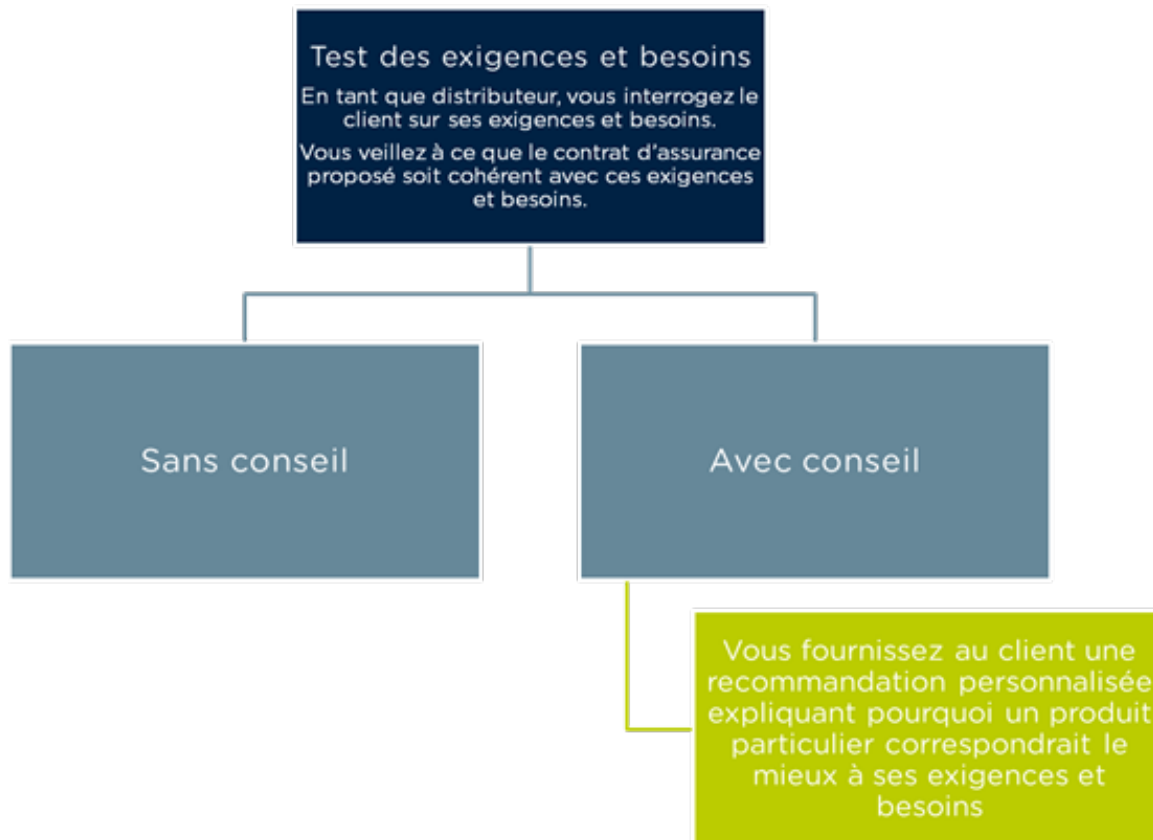 Test des exigences et besoins
En tant que distributeur, vous interrogez le
client sur ses exigences et besoins.
Vous veillez à ce que le contrat d'assurance
proposé soit cohérent avec ces exigences
et besoins.
Sans conseil
Avec conseil
Vous fournissez au client une
recommandation personnalisée
expliquant pourquoi un produit
particulier correspondrait le
mieux à ses exigences et
besoins